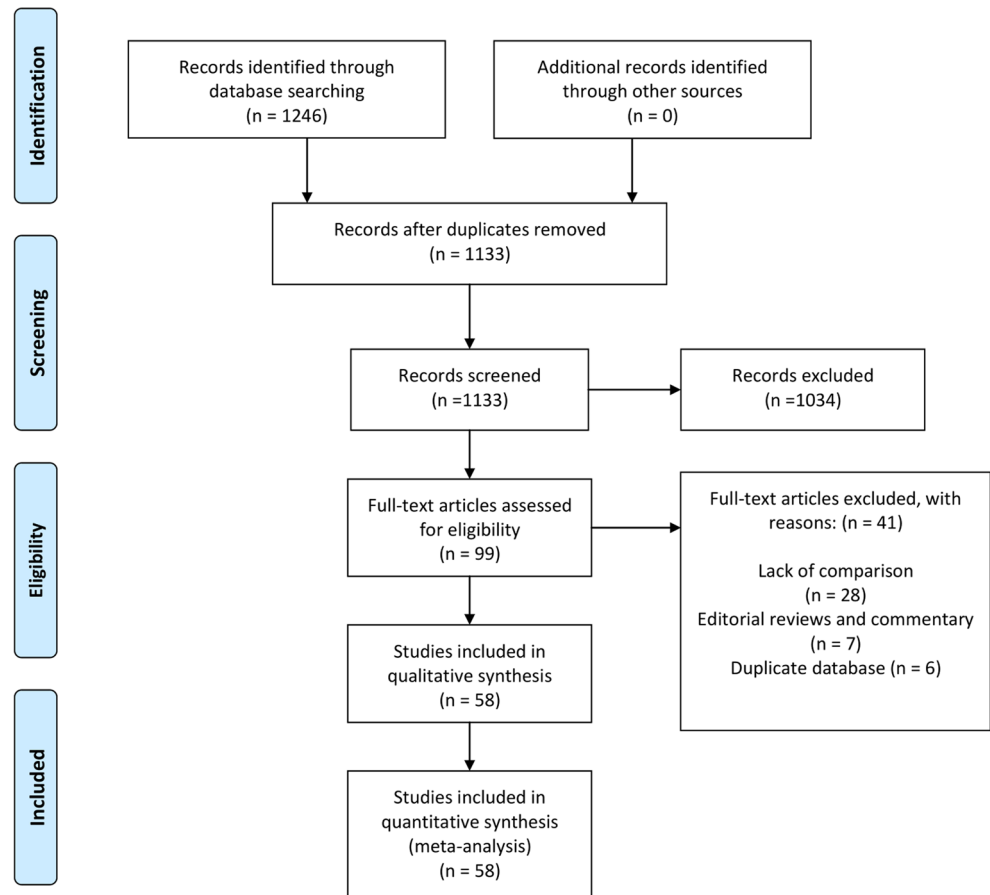 Identification
Records identified through
database searching
(n = 1246)
Additional records identified
through other sources
(n = 0)
Records after duplicates removed
(n = 1133)
Screening
Records screened
(n =1133)
Records excluded
(n =1034)
Eligibility
Full-text articles assessed
for eligibility
(n = 99)
Full-text articles excluded, with
reasons: (n = 41)
Lack of comparison
(n = 28)
Editorial reviews and commentary
(n = 7)
Duplicate database (n = 6)
Studies included in
qualitative synthesis
(n = 58)
Included
Studies included in
quantitative synthesis
(meta-analysis)
(n = 58)